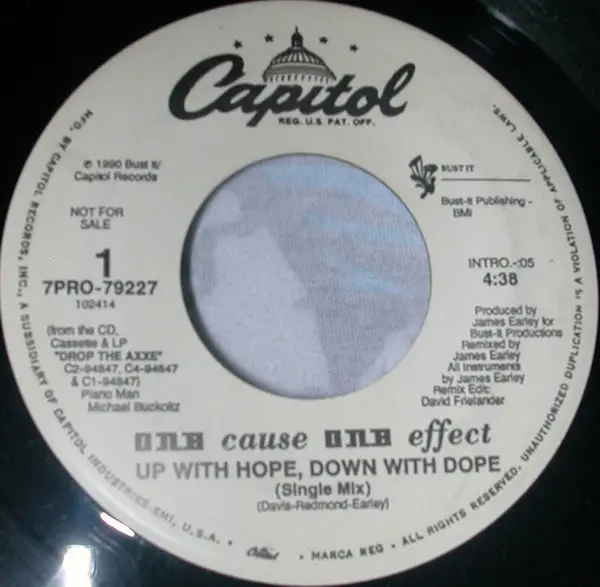 Capitol
REG. U.S. PAT. OFF.
℗ 1990 Bust It/
Capitol Records
NOT FOR
SALE
1
7PRO-79227
102414
(from the CD,
Cassette & LP
"DROP THE AXXE"
C2-94847, C4-94847
& C1-94847)
Piano Man
Michael Buckoltz
BUST IT
Bust-It Publishing -
BMI
INTRO.-:05
4:38
Produced by
James Earley for
Bust-It Productions
Remixed by
James Earley
All Instruments
by James Earley
Remix Edit:
David Frielander
ONE cause ONE effect
UP WITH HOPE, DOWN WITH DOPE
(Single Mix)
(Davis-Redmond-Earley)
MFG. BY CAPITOL RECORDS, INC., A SUBSIDIARY OF CAPITOL INDUSTRIES-EMI, U.S.A. • Capitol • MARCA REG • ALL RIGHTS RESERVED. UNAUTHORIZED DUPLICATION IS A VIOLATION OF APPLICABLE LAWS.